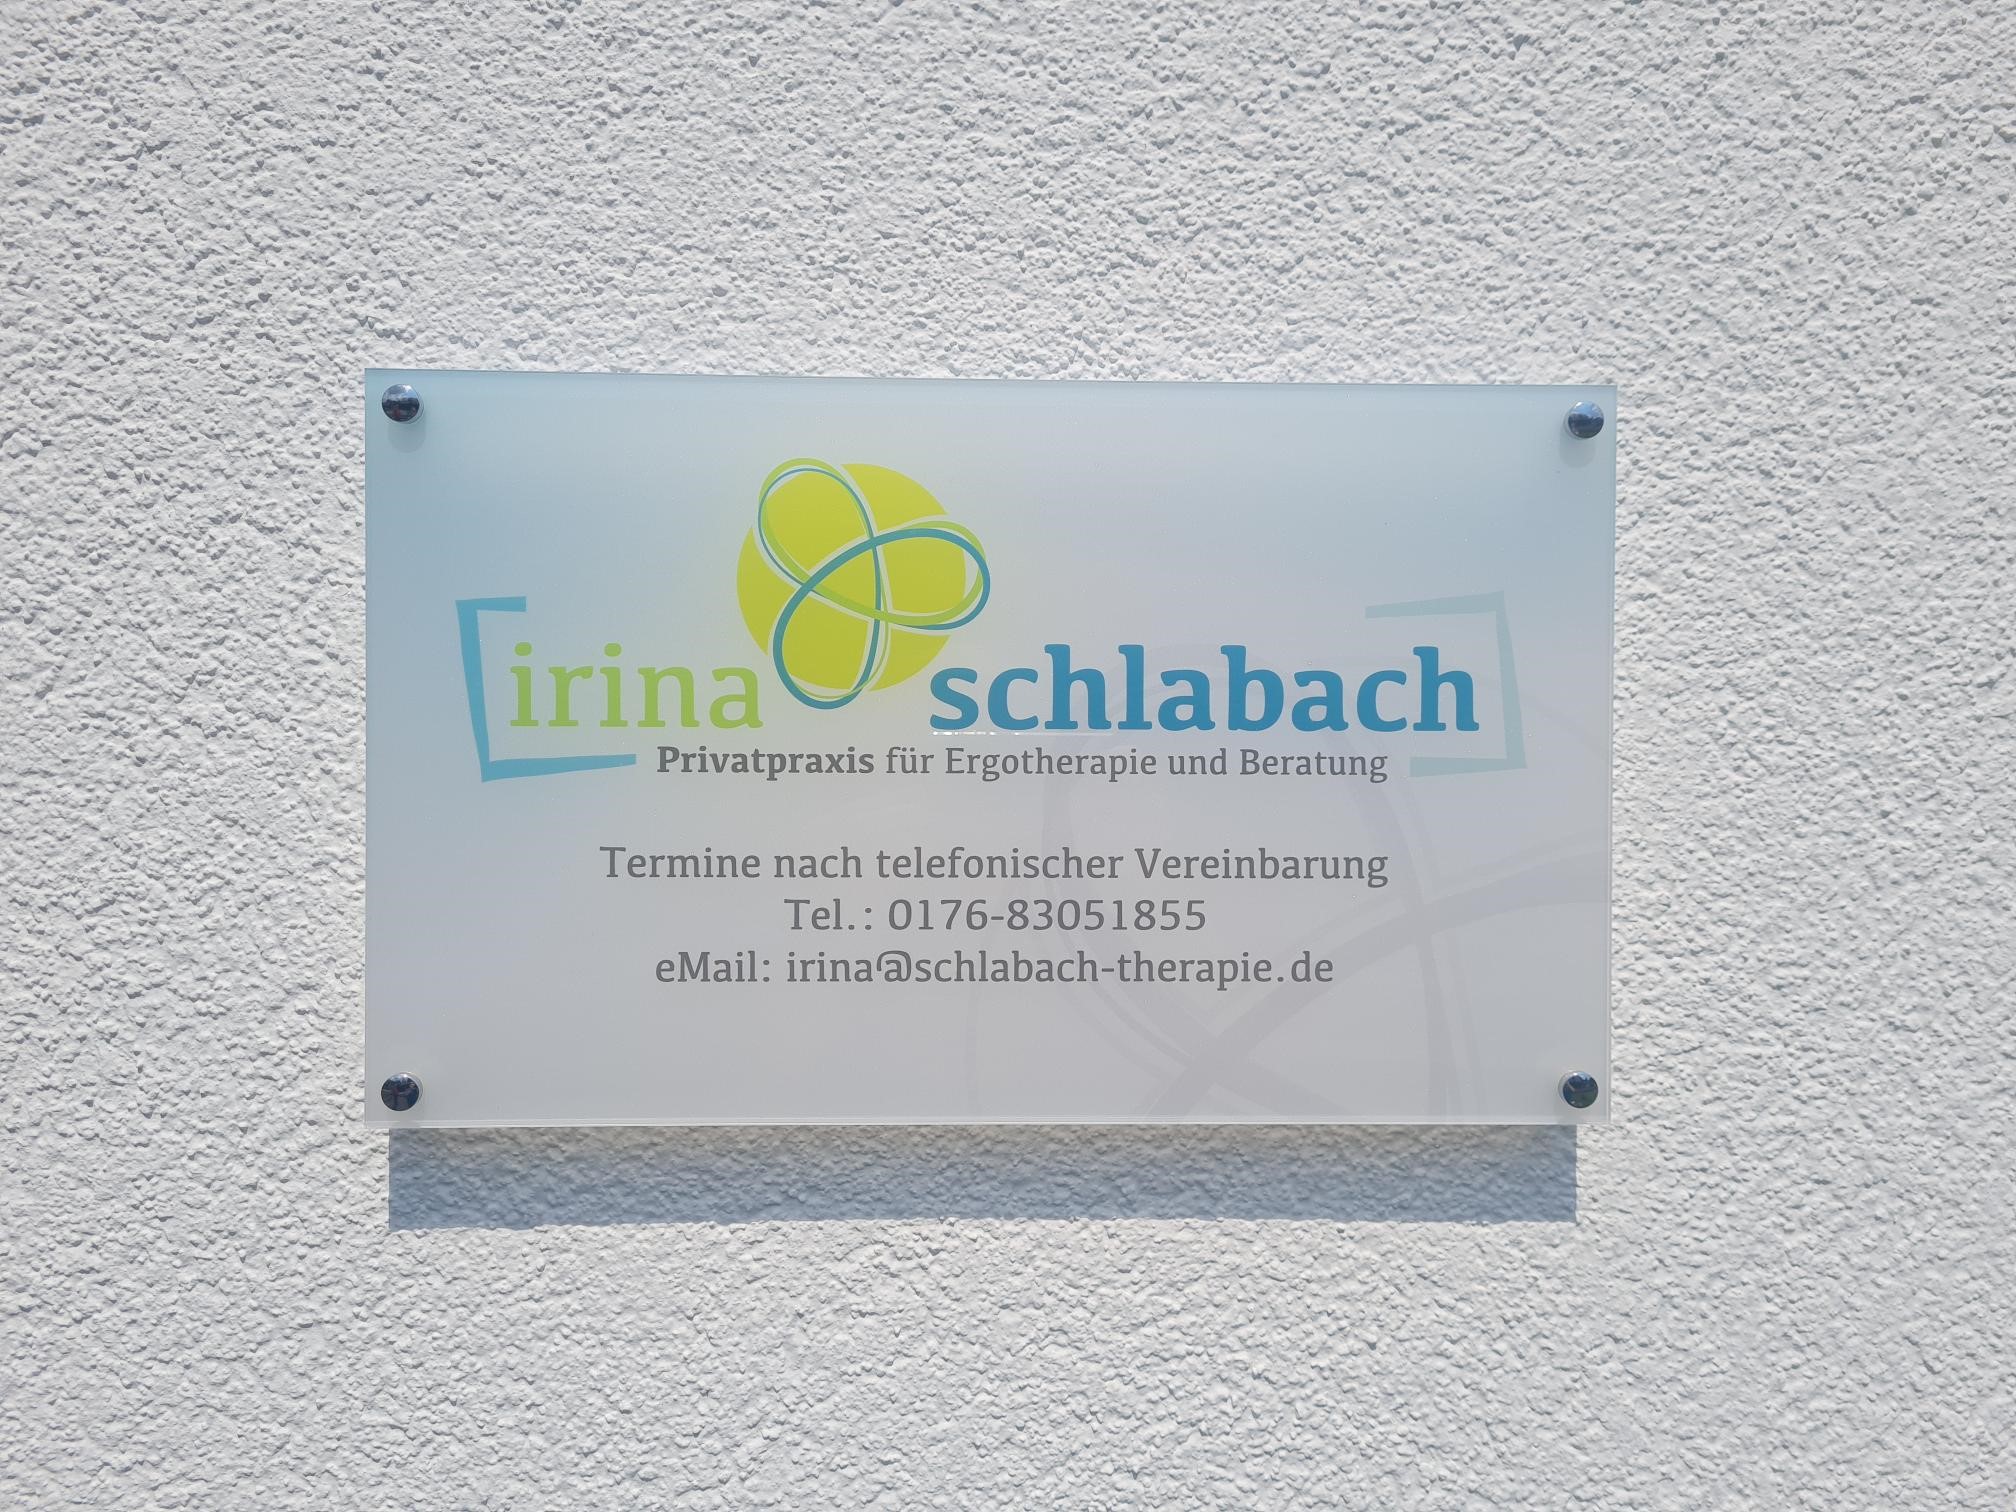 irina schlabach
Privatpraxis für Ergotherapie und Beratung
Termine nach telefonischer Vereinbarung
Tel.: 0176-83051855
eMail: irina@schlabach-therapie.de